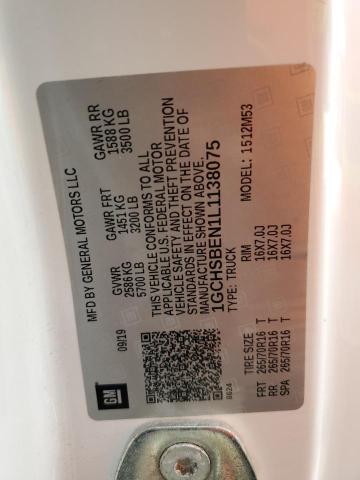 MFD BY GENERAL MOTORS LLC
GVWR GAWR FRT GAWR RR
2586 KG 1451 KG 1588 KG
5700 LB 3200 LB 3500 LB
09/19
THIS VEHICLE CONFORMS TO ALL
APPLICABLE U.S. FEDERAL MOTOR
VEHICLE SAFETY AND THEFT PREVENTION
STANDARDS IN EFFECT ON THE DATE OF
MANUFACTURE SHOWN ABOVE.
1GCHSBEN1L1138075
TYPE: TRUCK MODEL: 1512M53
GM
8624
TIRE SIZE RIM
FRT 265/70R16 T 16X7.0J
RR 265/70R16 T 16X7.0J
SPA 265/70R16 T 16X7.0J